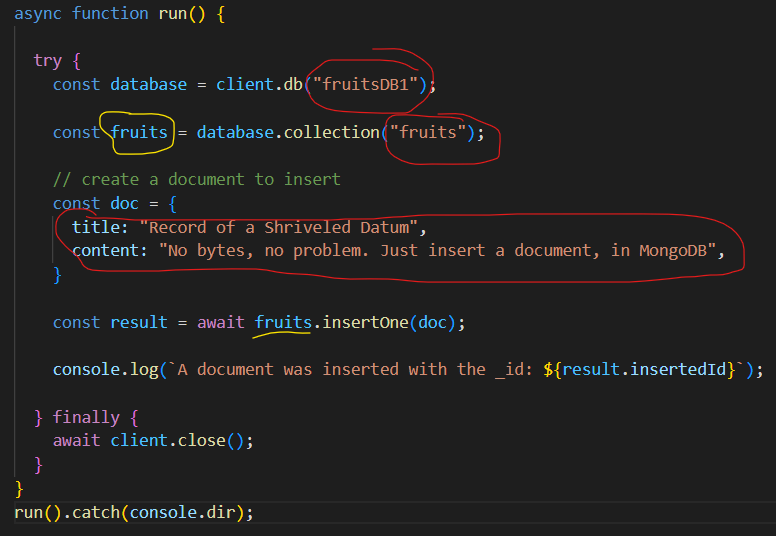 async function run() {
try {
const database = client.db("fruitsDB1");
const fruits = database.collection("fruits");
// create a document to insert
const doc = {
title: "Record of a Shriveled Datum",
content: "No bytes, no problem. Just insert a document, in MongoDB",
}
const result = await fruits.insertOne(doc);
console.log(`A document was inserted with the _id: ${result.insertedId}`);
} finally {
await client.close();
}
}
run().catch(console.dir);